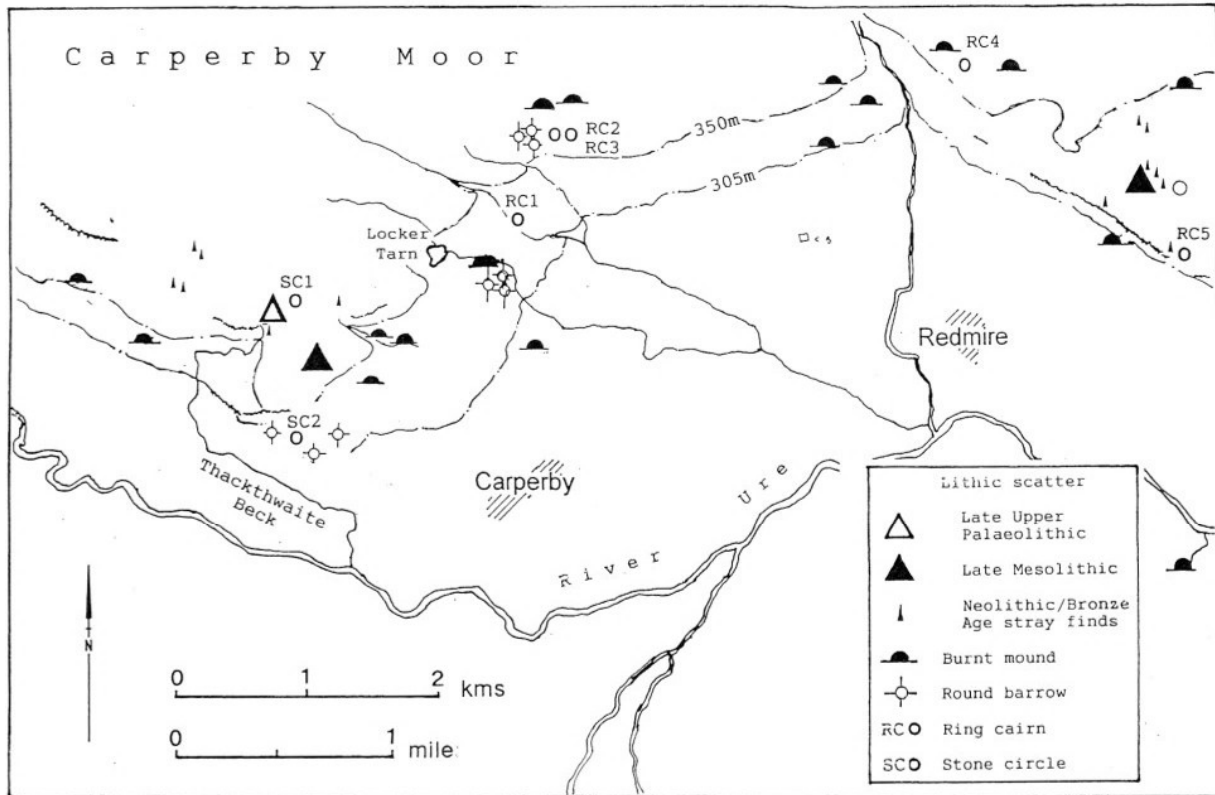 Carperby Moor
RC4
RC2
RC3
350m
305m
RC1
Locker
Tarn
RC5
SC1
Redmire
SC2
Carperby
Thackthwaite
Beck
River Ure
N
0 1 2 kms
0 1 mile
Lithic scatter
Late Upper
Palaeolithic
Late Mesolithic
Neolithic/Bronze
Age stray finds
Burnt mound
Round barrow
RC Ring cairn
SC Stone circle